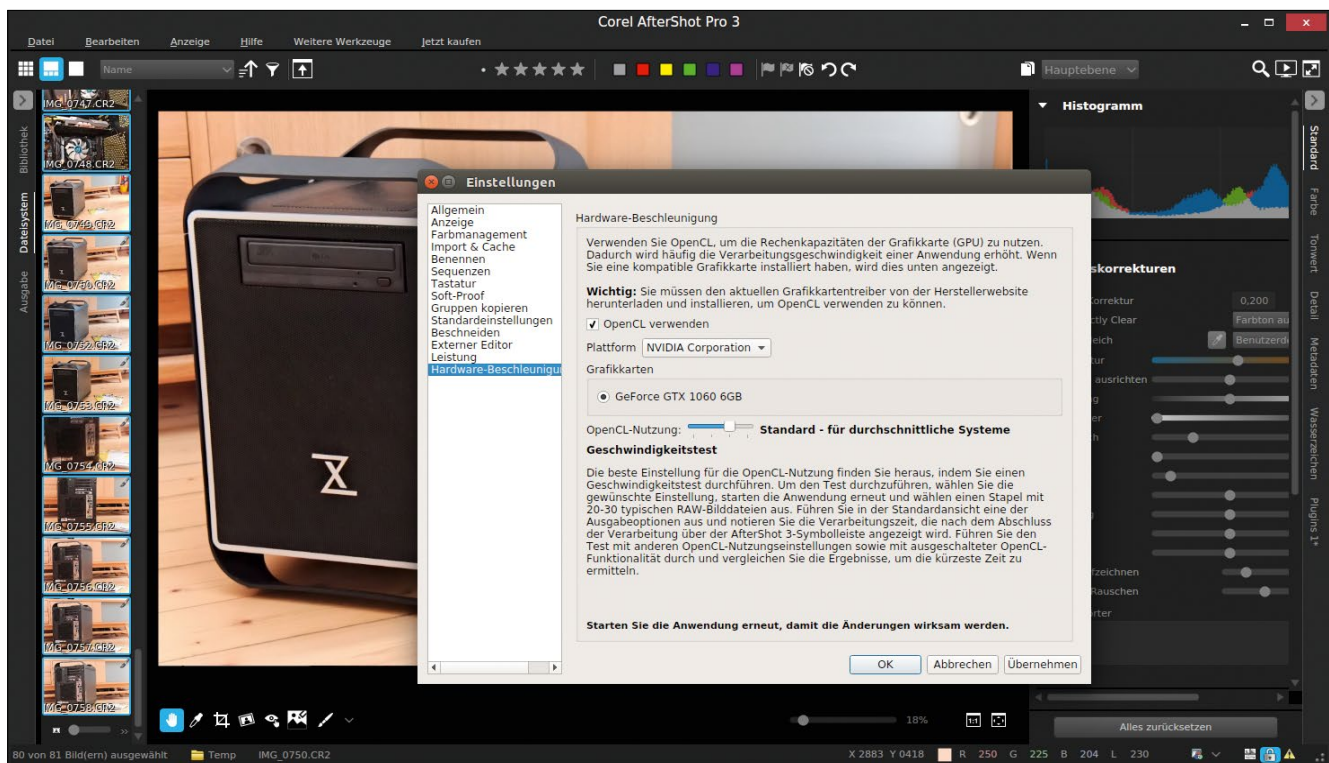 Corel AfterShot Pro 3
Datei Bearbeiten Anzeige Hilfe Weitere Werkzeuge Jetzt kaufen
Name
Hauptebene
Bibliothek
Dateisystem
Ausgabe
IMG_0747.CR2
IMG_0748.CR2
IMG_0749.CR2
IMG_0750.CR2
IMG_0752.CR2
IMG_0753.CR2
IMG_0754.CR2
IMG_0755.CR2
IMG_0756.CR2
IMG_0757.CR2
IMG_0758.CR2
Einstellungen
Allgemein
Anzeige
Farbmanagement
Import & Cache
Benennen
Sequenzen
Tastatur
Soft-Proof
Gruppen kopieren
Standardeinstellungen
Beschneiden
Externer Editor
Leistung
Hardware-Beschleunigu
Hardware-Beschleunigung
Verwenden Sie OpenCL, um die Rechenkapazitäten der Grafikkarte (GPU) zu nutzen.
Dadurch wird häufig die Verarbeitungsgeschwindigkeit einer Anwendung erhöht. Wenn
Sie eine kompatible Grafikkarte installiert haben, wird dies unten angezeigt.
Wichtig: Sie müssen den aktuellen Grafikkartentreiber von der Herstellerwebsite
herunterladen und installieren, um OpenCL verwenden zu können.
OpenCL verwenden
Plattform NVIDIA Corporation
Grafikkarten
GeForce GTX 1060 6GB
OpenCL-Nutzung: Standard - für durchschnittliche Systeme
Geschwindigkeitstest
Die beste Einstellung für die OpenCL-Nutzung finden Sie heraus, indem Sie einen
Geschwindigkeitstest durchführen. Um den Test durchzuführen, wählen Sie die
gewünschte Einstellung, starten die Anwendung erneut und wählen einen Stapel mit
20-30 typischen RAW-Bilddateien aus. Führen Sie in der Standardansicht eine der
Ausgabeoptionen aus und notieren Sie die Verarbeitungszeit, die nach dem Abschluss
der Verarbeitung über der AfterShot 3-Symbolleiste angezeigt wird. Führen Sie den
Test mit anderen OpenCL-Nutzungseinstellungen sowie mit ausgeschalteter OpenCL-
Funktionalität durch und vergleichen Sie die Ergebnisse, um die kürzeste Zeit zu
ermitteln.
Starten Sie die Anwendung erneut, damit die Änderungen wirksam werden.
OK Abbrechen Übernehmen
Histogramm
skorrekturen
Korrektur 0,200
ctly Clear Farbton au
eich Benutzerde
tur
ausrichten
g
er
ch
g
fzeichnen
Rauschen
rter
Alles zurücksetzen
Standard
Farbe
Tonwert
Detail
Metadaten
Wasserzeichen
Plugins 1+
18%
1:1
80 von 81 Bild(ern) ausgewählt Temp IMG_0750.CR2 X 2883 Y 0418 R 250 G 225 B 204 L 230